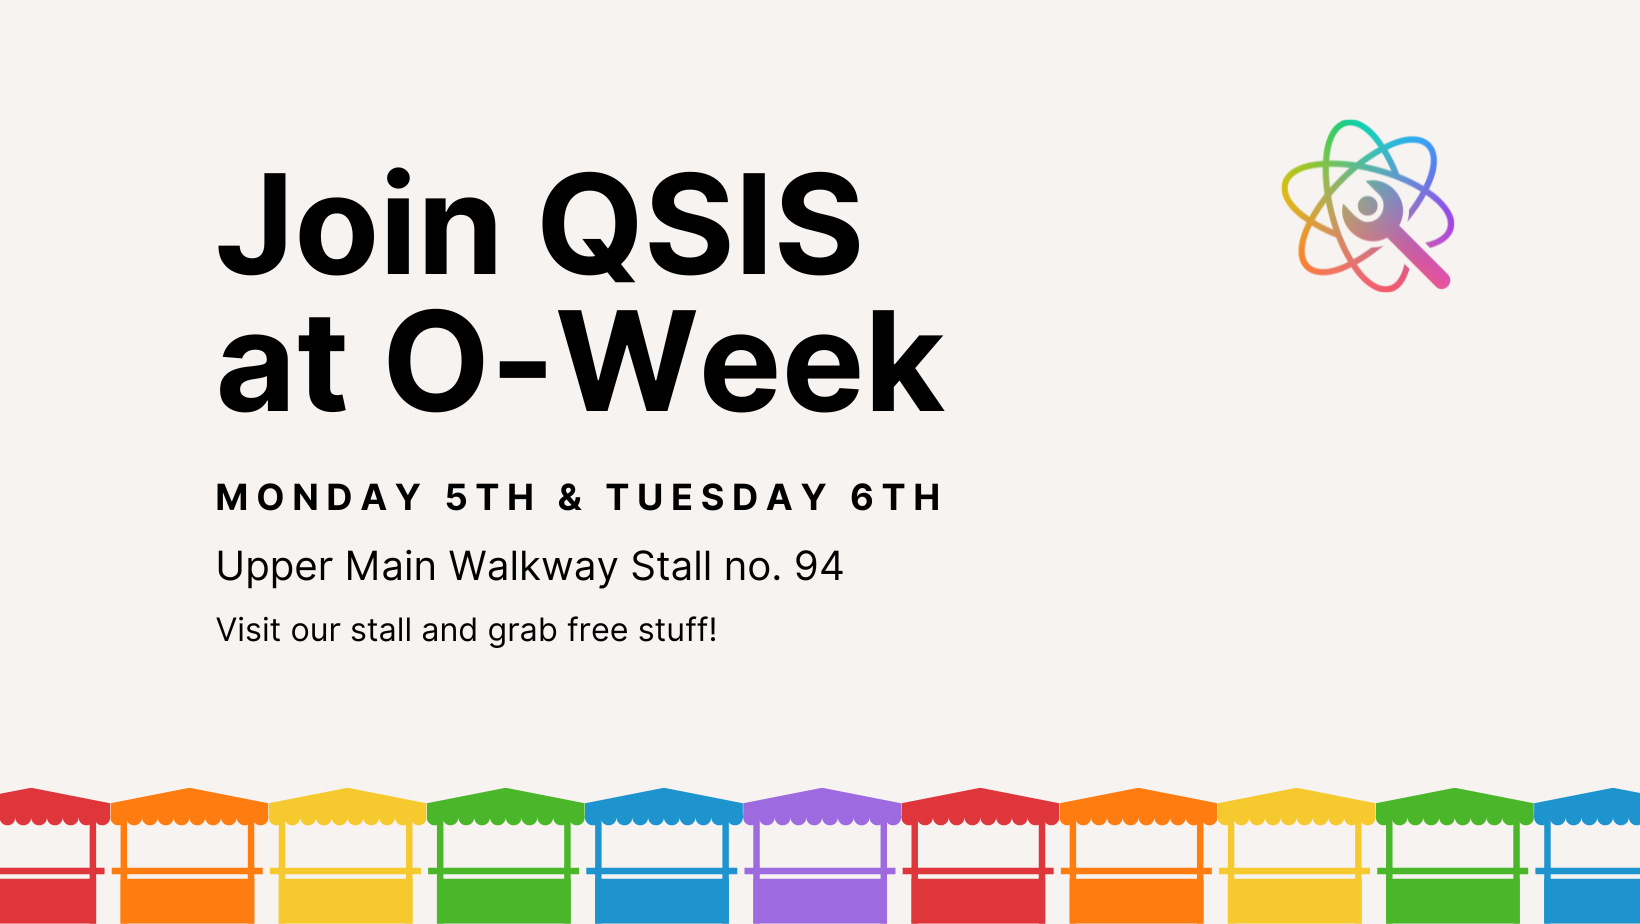 Join QSIS
at O-Week
MONDAY 5TH & TUESDAY 6TH
Upper Main Walkway Stall no. 94
Visit our stall and grab free stuff!